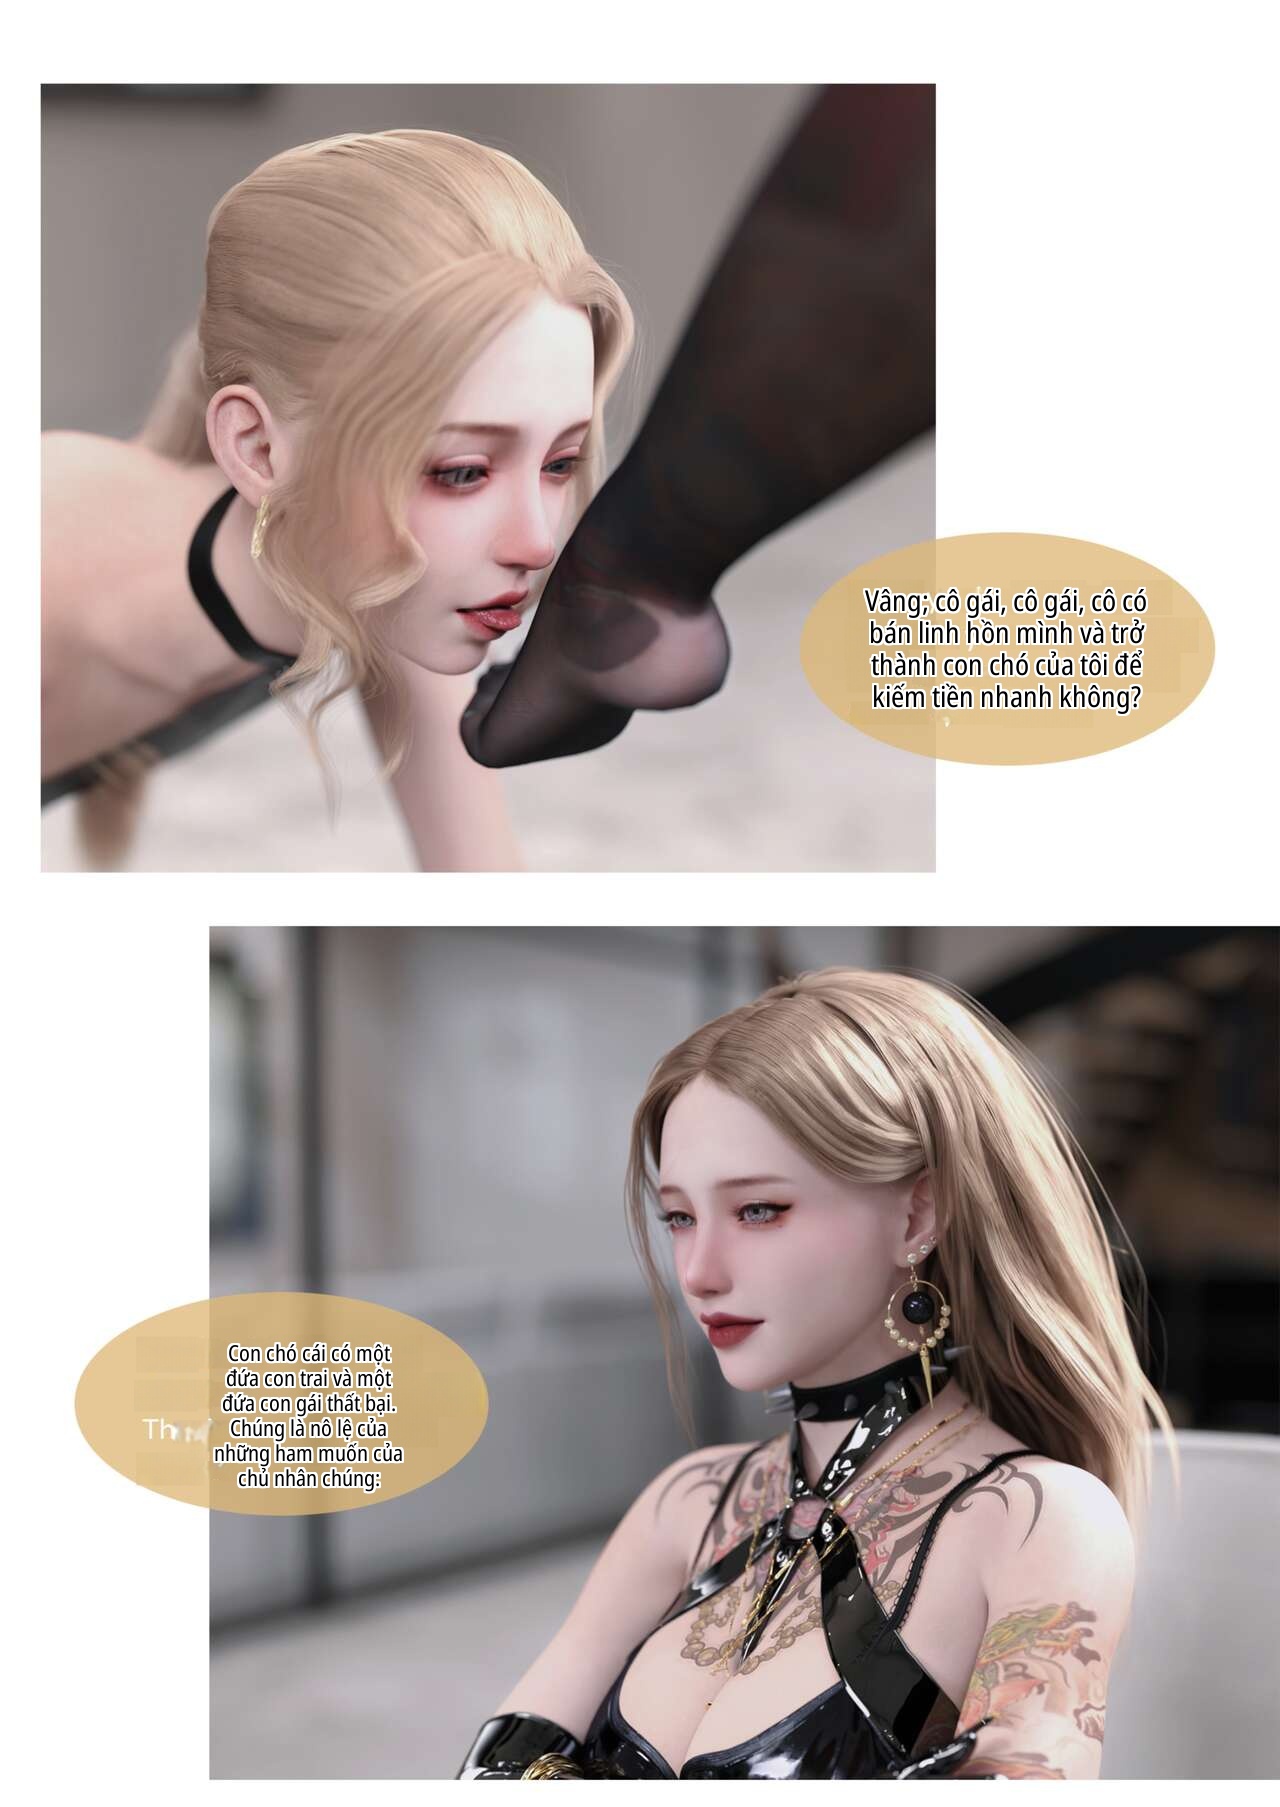 Vâng; cô gái, cô gái, cô có
bán linh hồn mình và trở
thành con chó của tôi để
kiếm tiền nhanh không?
Con chó cái có một
đứa con trai và một
đứa con gái thất bại.
Chúng là nô lệ của
những ham muốn của
chủ nhân chúng: